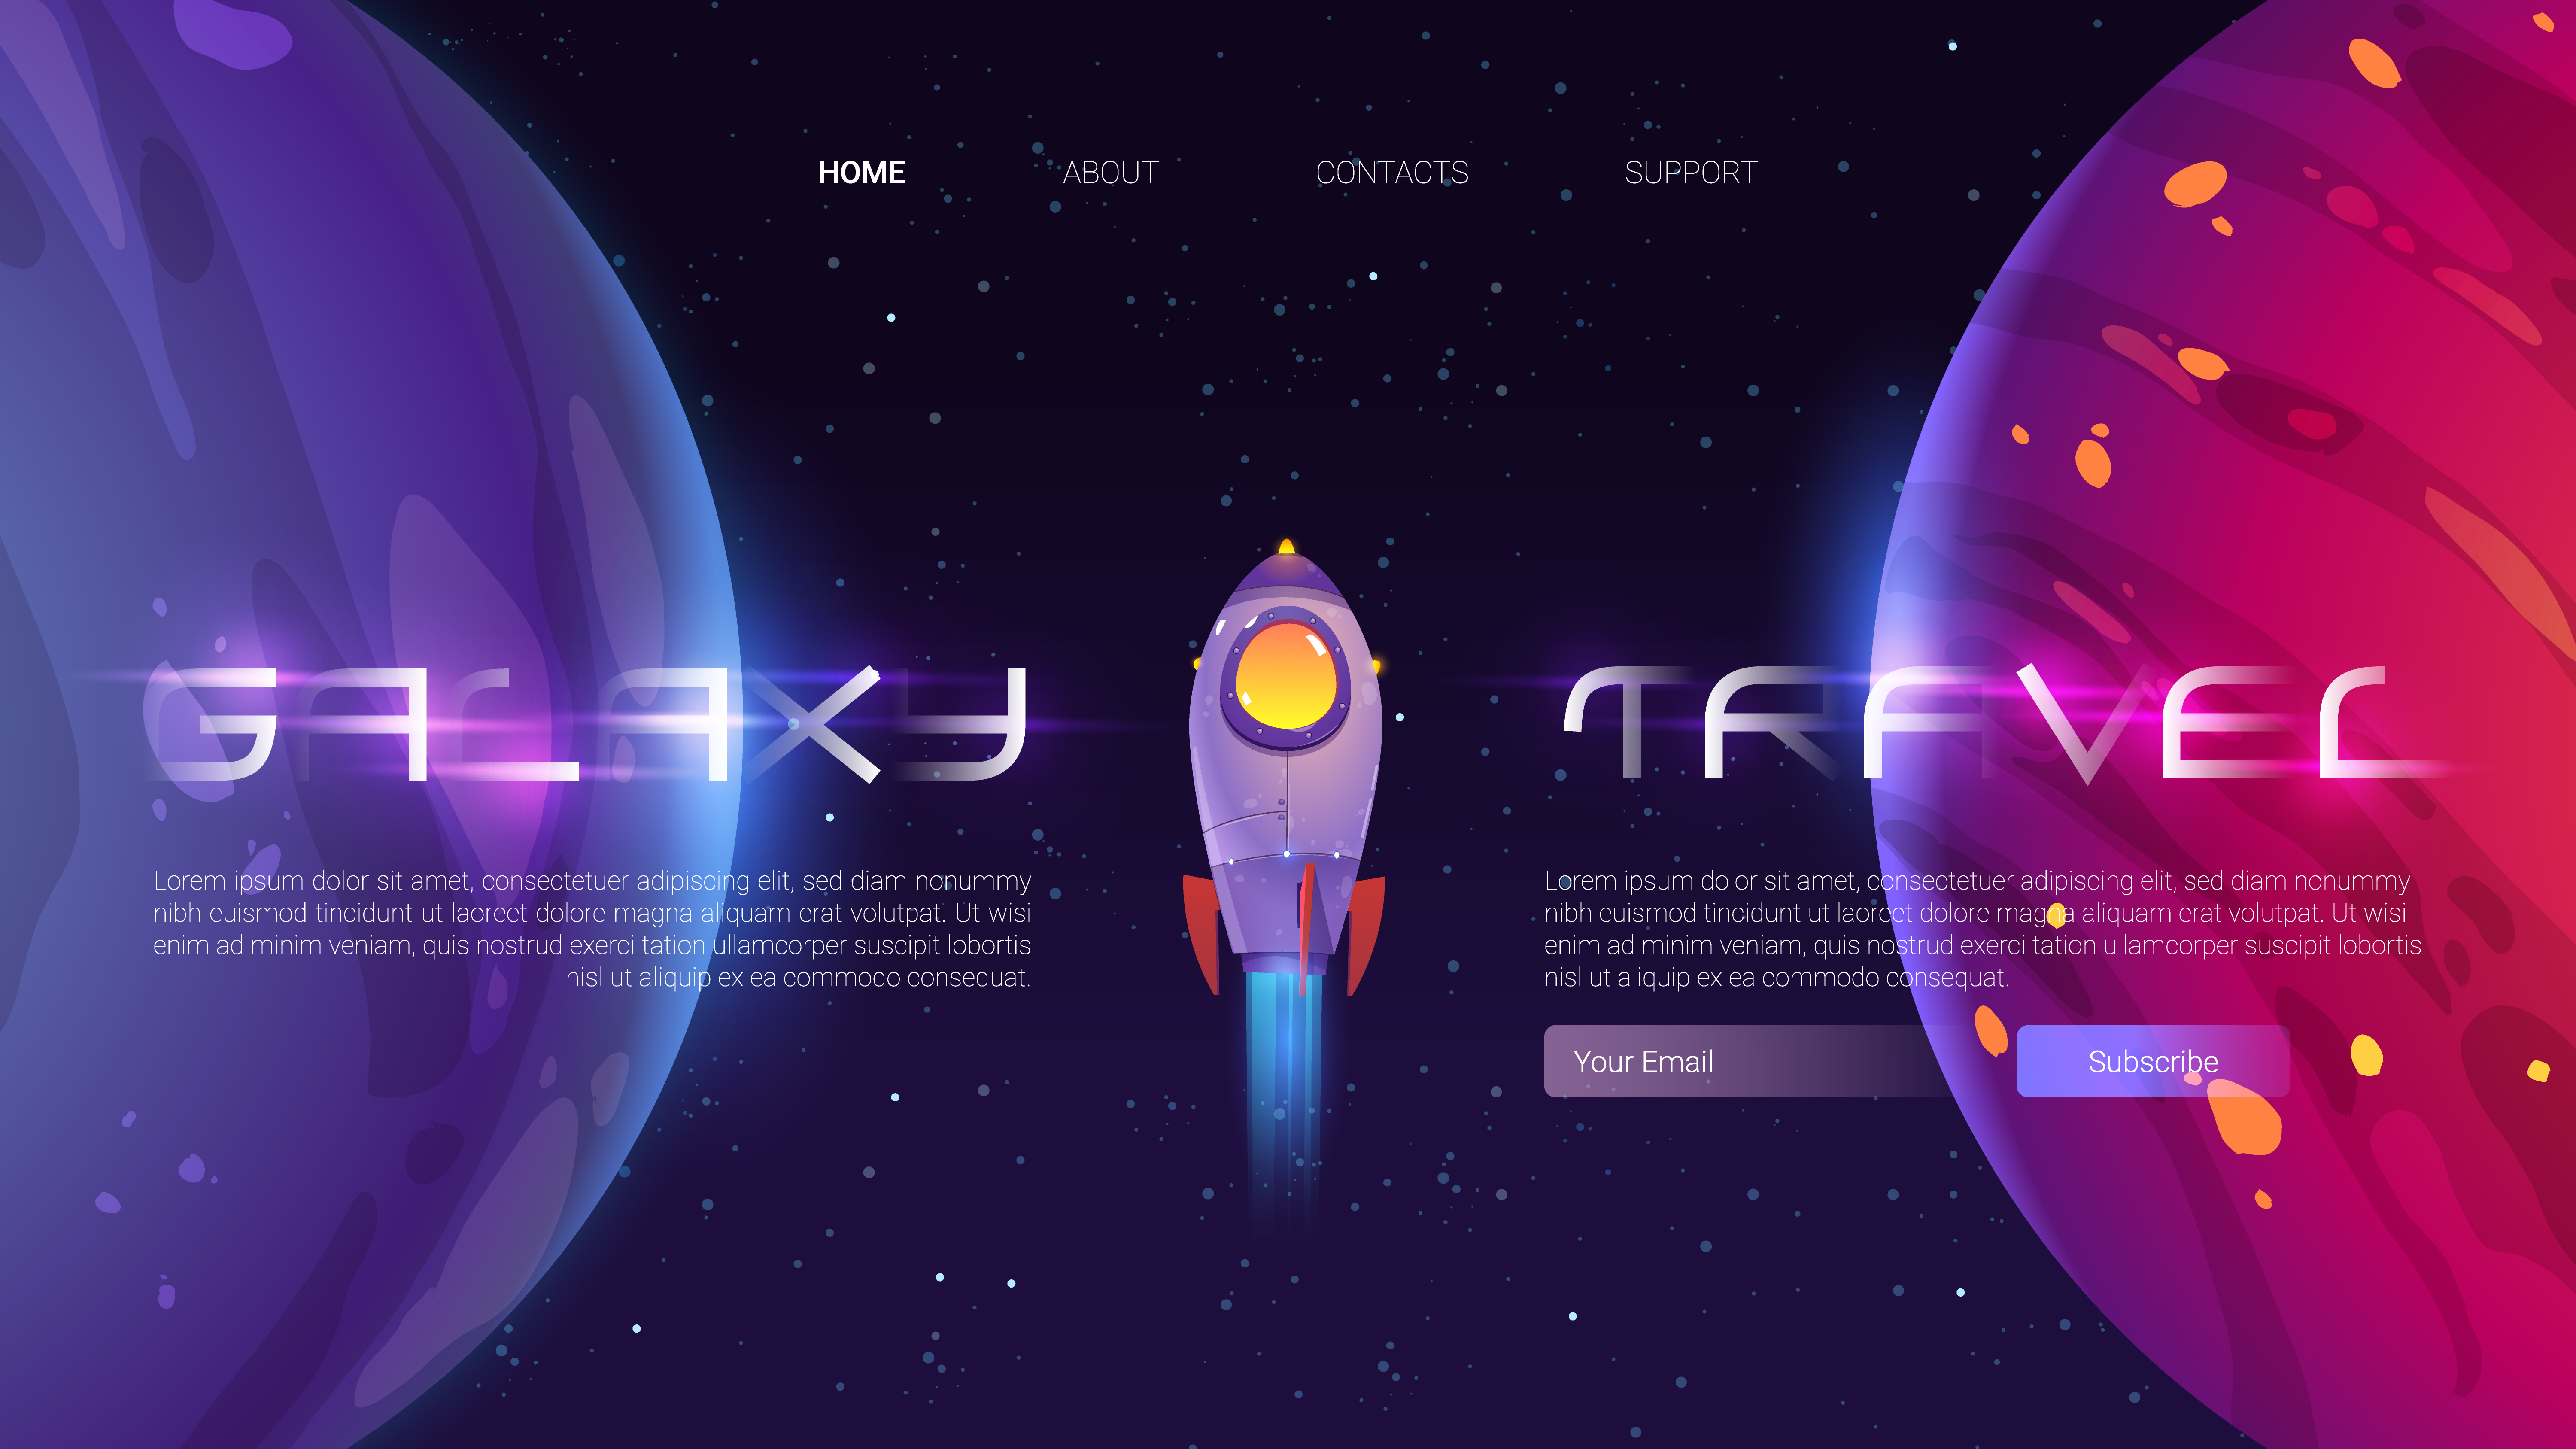 HOME ABOUT CONTACTS SUPPORT
GALAXY TRAVEL
Lorem ipsum dolor sit amet, consectetuer adipiscing elit, sed diam nonummy
nibh euismod tincidunt ut laoreet dolore magna aliquam erat volutpat. Ut wisi
enim ad minim veniam, quis nostrud exerci tation ullamcorper suscipit lobortis
nisl ut aliquip ex ea commodo consequat.
Lorem ipsum dolor sit amet, consectetuer adipiscing elit, sed diam nonummy
nibh euismod tincidunt ut laoreet dolore magna aliquam erat volutpat. Ut wisi
enim ad minim veniam, quis nostrud exerci tation ullamcorper suscipit lobortis
nisl ut aliquip ex ea commodo consequat.
Your Email Subscribe